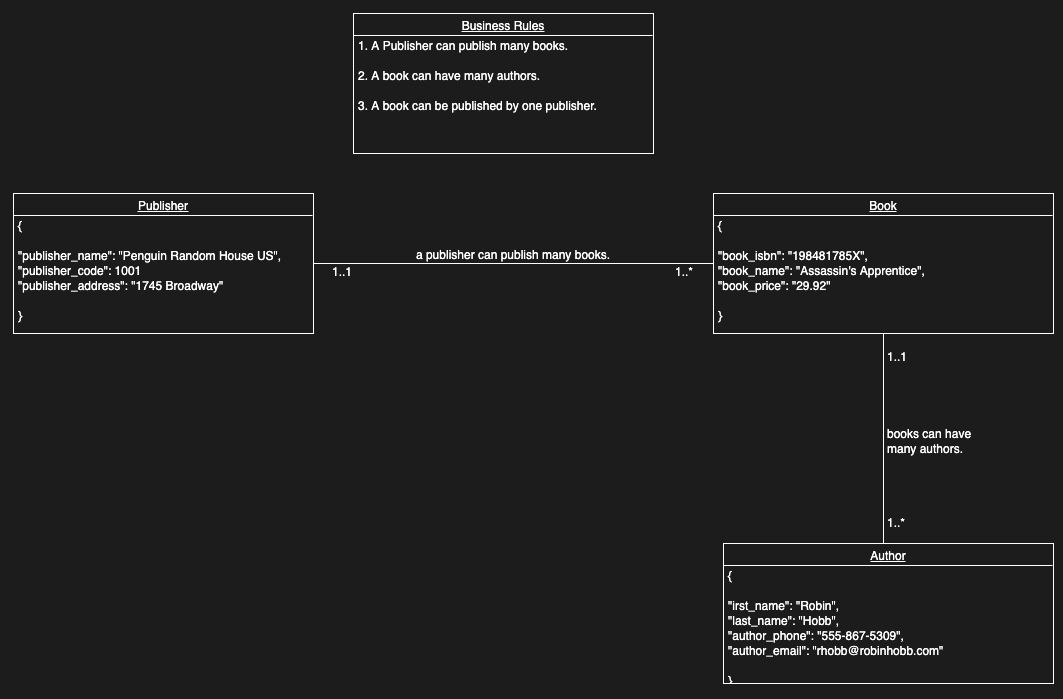 Business Rules
1. A Publisher can publish many books.
2. A book can have many authors.
3. A book can be published by one publisher.
Publisher
{
"publisher_name": "Penguin Random House US",
"publisher_code": 1001
"publisher_address": "1745 Broadway"
}
a publisher can publish many books.
1..1
1..*
Book
{
"book_isbn": "198481785X",
"book_name": "Assassin's Apprentice",
"book_price": "29.92"
}
1..1
books can have
many authors.
1..*
Author
{
"irst_name": "Robin",
"last_name": "Hobb",
"author_phone": "555-867-5309",
"author_email": "rhobb@robinhobb.com"
}